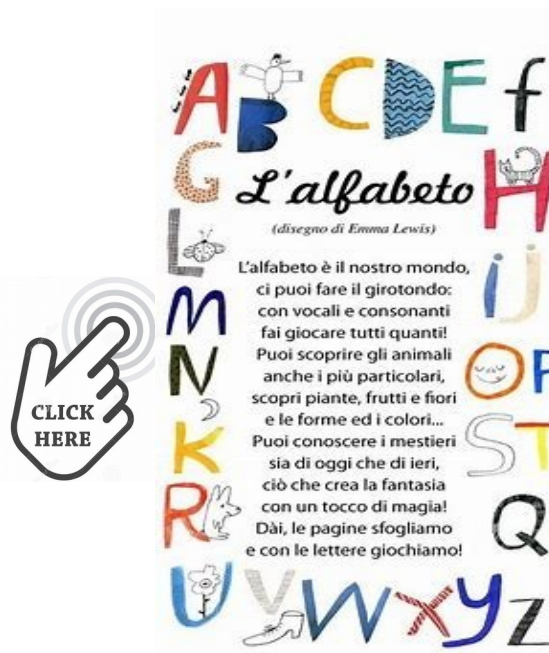 A B C D E f
G H
L'alfabeto
(disegno di Emma Lewis)
L i J
L'alfabeto è il nostro mondo,
ci puoi fare il girotondo:
con vocali e consonanti
fai giocare tutti quanti!
Puoi scoprire gli animali
anche i più particolari,
scopri piante, frutti e fiori
e le forme ed i colori...
Puoi conoscere i mestieri
sia di oggi che di ieri,
ciò che crea la fantasia
con un tocco di magia!
Dài, le pagine sfogliamo
e con le lettere giochiamo!
M
N O P
K S T
R Q
U V W X y Z
CLICK
HERE